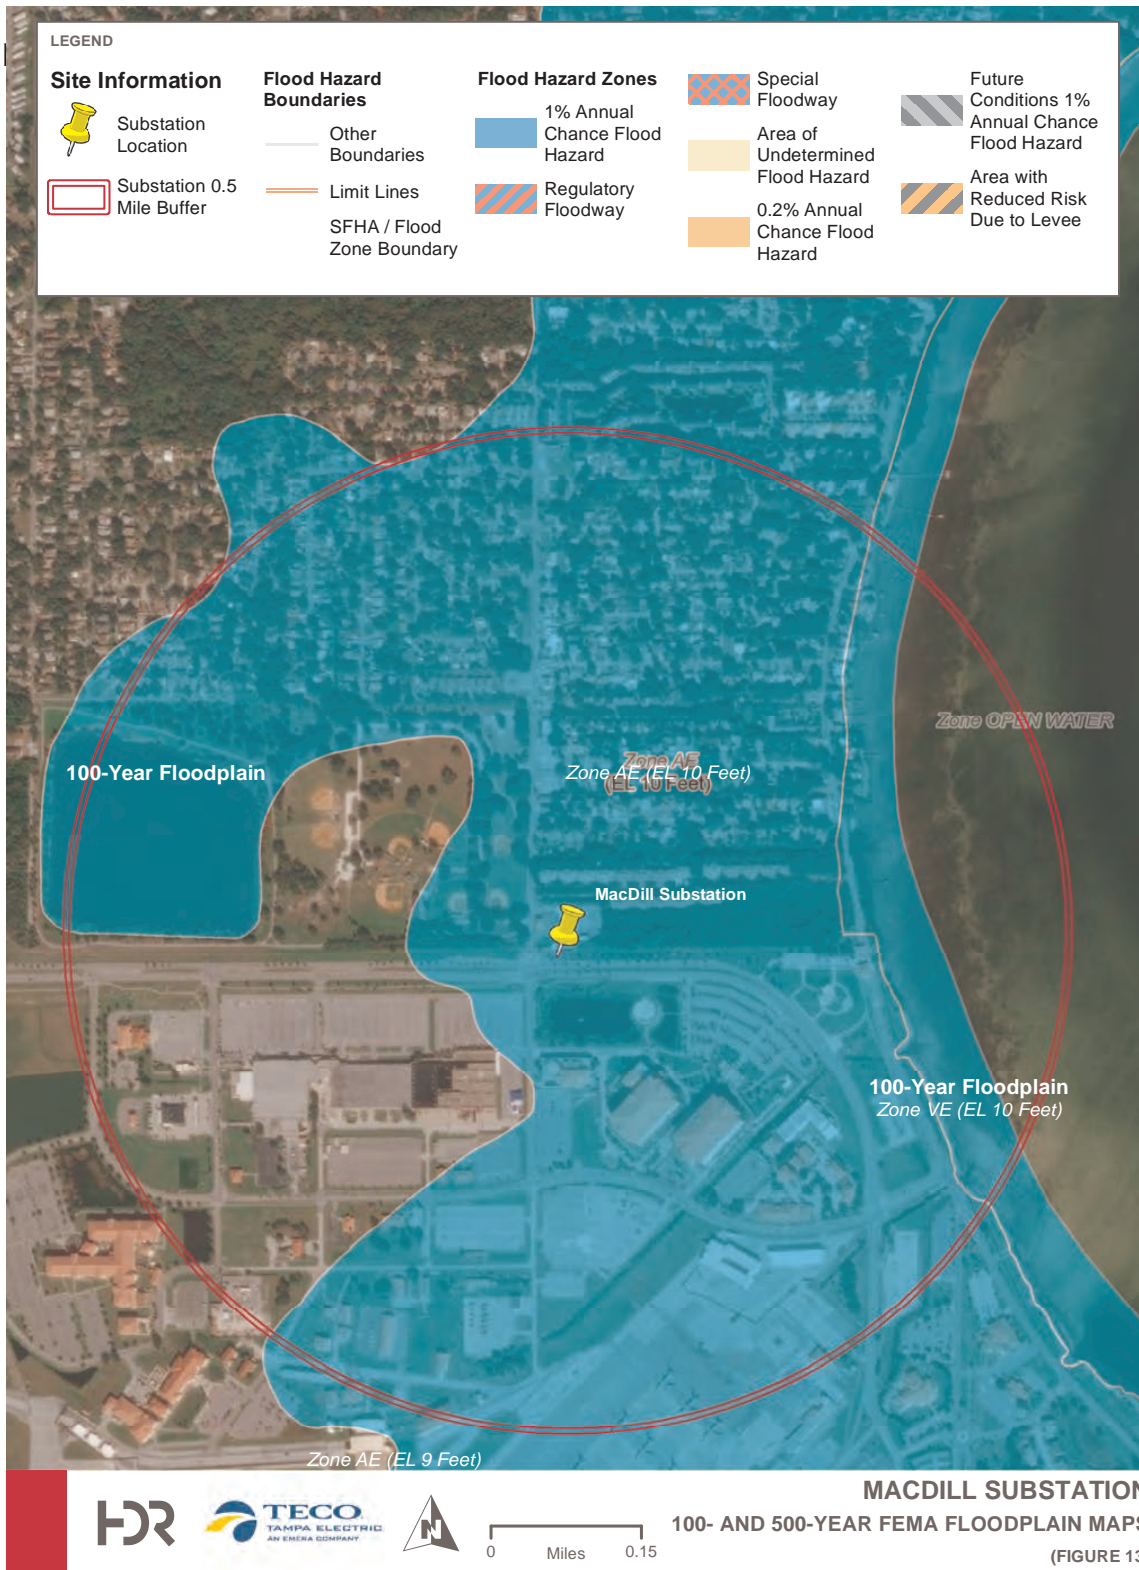 LEGEND
Site Information
Substation
Location
Substation 0.5
Mile Buffer
Flood Hazard
Boundaries
Other
Boundaries
Limit Lines
SFHA / Flood
Zone Boundary
Flood Hazard Zones
1% Annual
Chance Flood
Hazard
Regulatory
Floodway
Special
Floodway
Area of
Undetermined
Flood Hazard
0.2% Annual
Chance Flood
Hazard
Future
Conditions 1%
Annual Chance
Flood Hazard
Area with
Reduced Risk
Due to Levee
Zone OPEN WATER
100-Year Floodplain
Zone AE
Zone AE (EL 10 Feet)
(EL 10 Feet)
MacDill Substation
100-Year Floodplain
Zone VE (EL 10 Feet)
Zone AE (EL 9 Feet)
HDR
TECO.
TAMPA ELECTRIC
AN EMERA COMPANY
N
0 Miles 0.15
MACDILL SUBSTATION
100- AND 500-YEAR FEMA FLOODPLAIN MAPS
(FIGURE 13